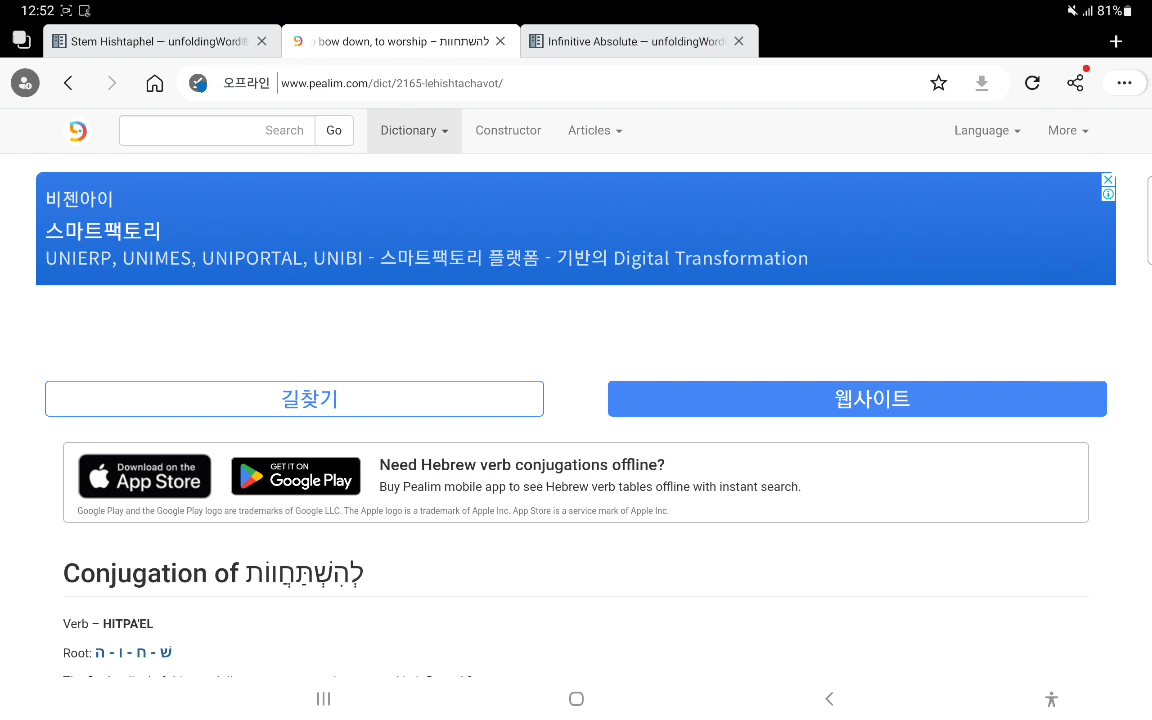 12:52
81%
Stem Hishtaphel — unfoldingWord®
bow down, to worship – להשתחוות
Infinitive Absolute — unfoldingWord
오프라인 www.pealim.com/dict/2165-lehishtachavot/
Search Go Dictionary Constructor Articles Language More
비젠아이
스마트팩토리
UNIERP, UNIMES, UNIPORTAL, UNIBI - 스마트팩토리 플랫폼 - 기반의 Digital Transformation
길찾기 웹사이트
Download on the App Store
GET IT ON Google Play
Need Hebrew verb conjugations offline?
Buy Pealim mobile app to see Hebrew verb tables offline with instant search.
Google Play and the Google Play logo are trademarks of Google LLC. The Apple logo is a trademark of Apple Inc. App Store is a service mark of Apple Inc.
Conjugation of לְהִשְׁתַּחֲווֹת
Verb – HITPA'EL
Root: שׁ - ח - ו - ה